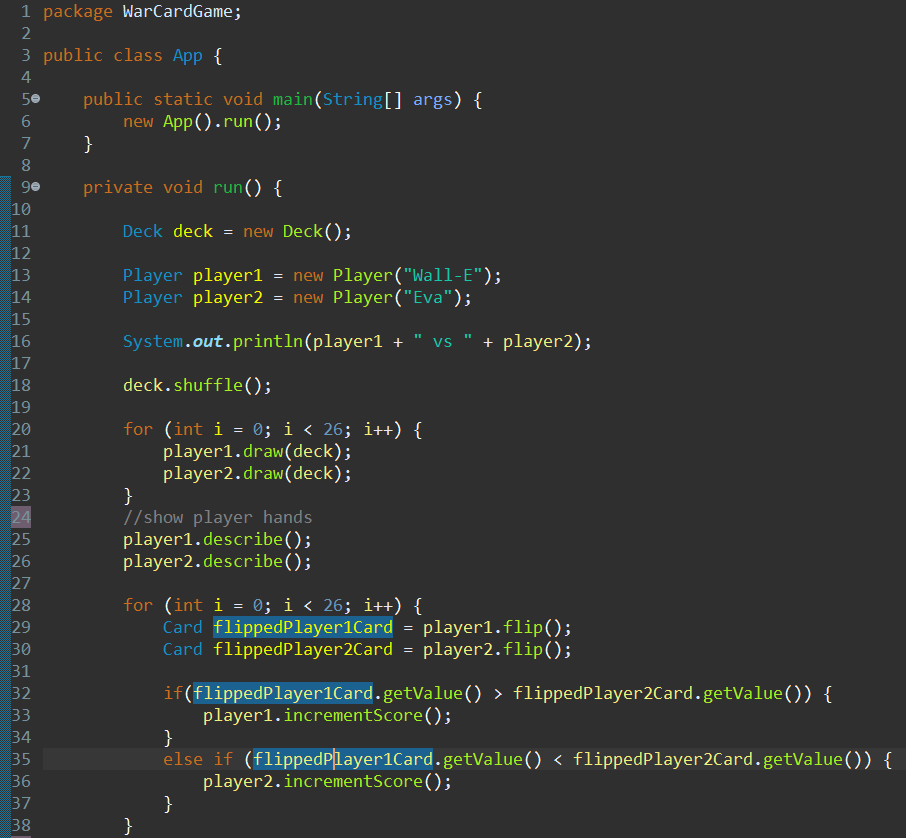 1 package WarCardGame;
2
3 public class App {
4
5 public static void main(String[] args) {
6 new App().run();
7 }
8
9 private void run() {
10
11 Deck deck = new Deck();
12
13 Player player1 = new Player("Wall-E");
14 Player player2 = new Player("Eva");
15
16 System.out.println(player1 + " vs " + player2);
17
18 deck.shuffle();
19
20 for (int i = 0; i < 26; i++) {
21 player1.draw(deck);
22 player2.draw(deck);
23 }
24 //show player hands
25 player1.describe();
26 player2.describe();
27
28 for (int i = 0; i < 26; i++) {
29 Card flippedPlayer1Card = player1.flip();
30 Card flippedPlayer2Card = player2.flip();
31
32 if(flippedPlayer1Card.getValue() > flippedPlayer2Card.getValue()) {
33 player1.incrementScore();
34 }
35 else if (flippedPlayer1Card.getValue() < flippedPlayer2Card.getValue()) {
36 player2.incrementScore();
37 }
38 }